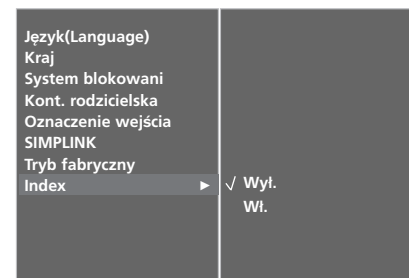 Język(Language)
Kraj
System blokowani
Kont. rodzicielska
Oznaczenie wejścia
SIMPLINK
Tryb fabryczny
Index ► √ Wył.
Wł.